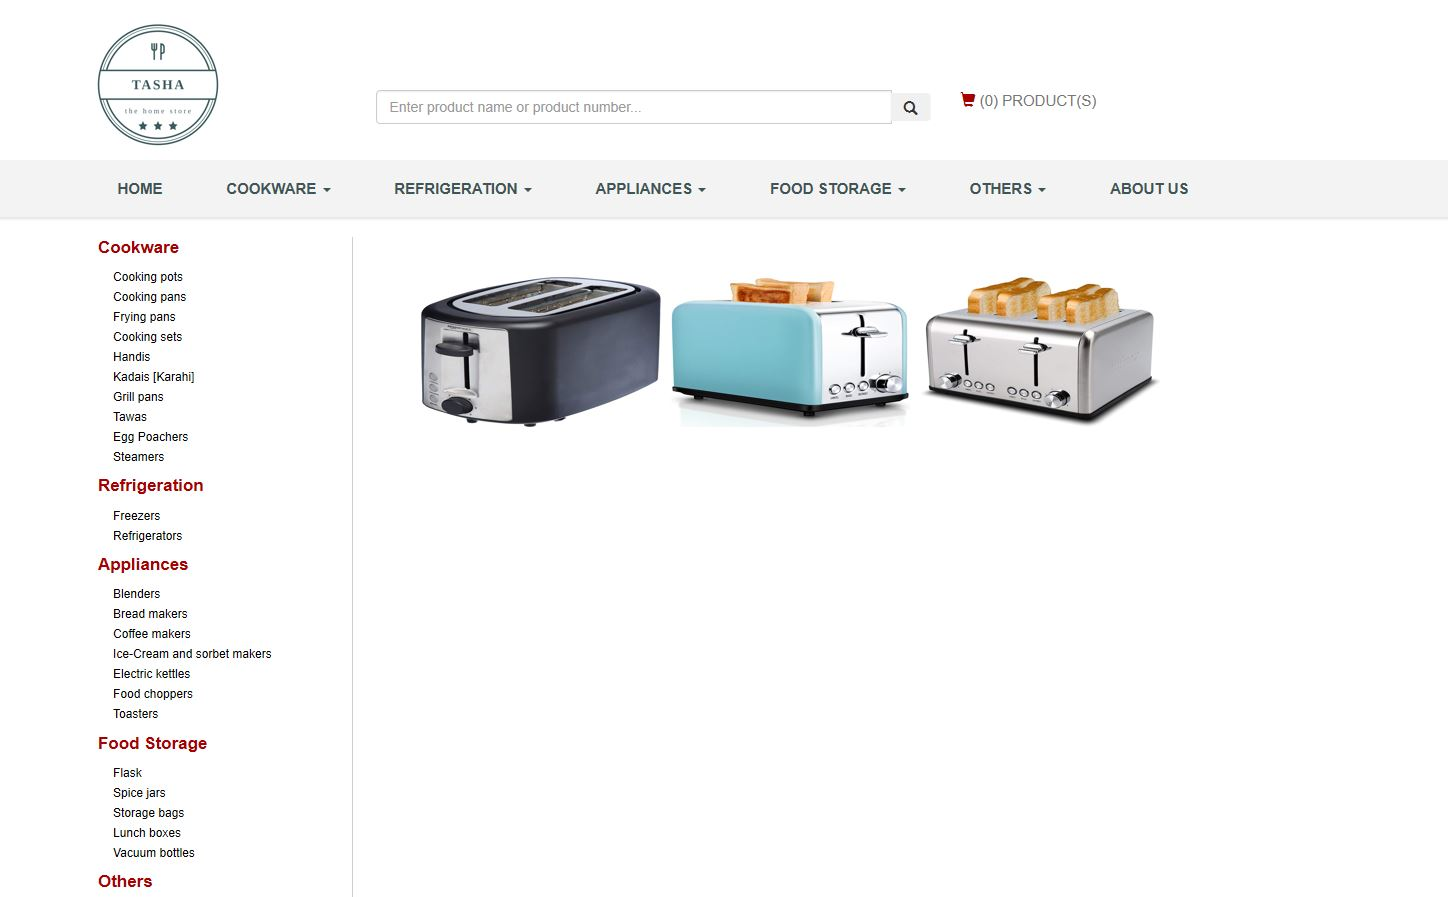 TASHA
the home store
Enter product name or product number...
(0) PRODUCT(S)
HOME
COOKWARE
REFRIGERATION
APPLIANCES
FOOD STORAGE
OTHERS
ABOUT US
Cookware
Cooking pots
Cooking pans
Frying pans
Cooking sets
Handis
Kadais [Karahi]
Grill pans
Tawas
Egg Poachers
Steamers
Refrigeration
Freezers
Refrigerators
Appliances
Blenders
Bread makers
Coffee makers
Ice-Cream and sorbet makers
Electric kettles
Food choppers
Toasters
Food Storage
Flask
Spice jars
Storage bags
Lunch boxes
Vacuum bottles
Others